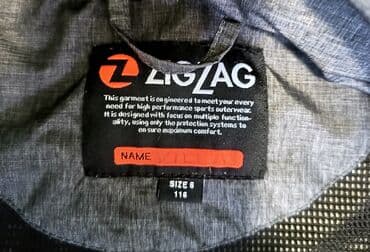 ZIGZAG
This garment is engineered to meet your every
need for high performance sports outerwear.
It is designed with focus on multiple function-
ality, using only the protection systems to
ensure maximum comfort.
NAME
SIZE 6
116